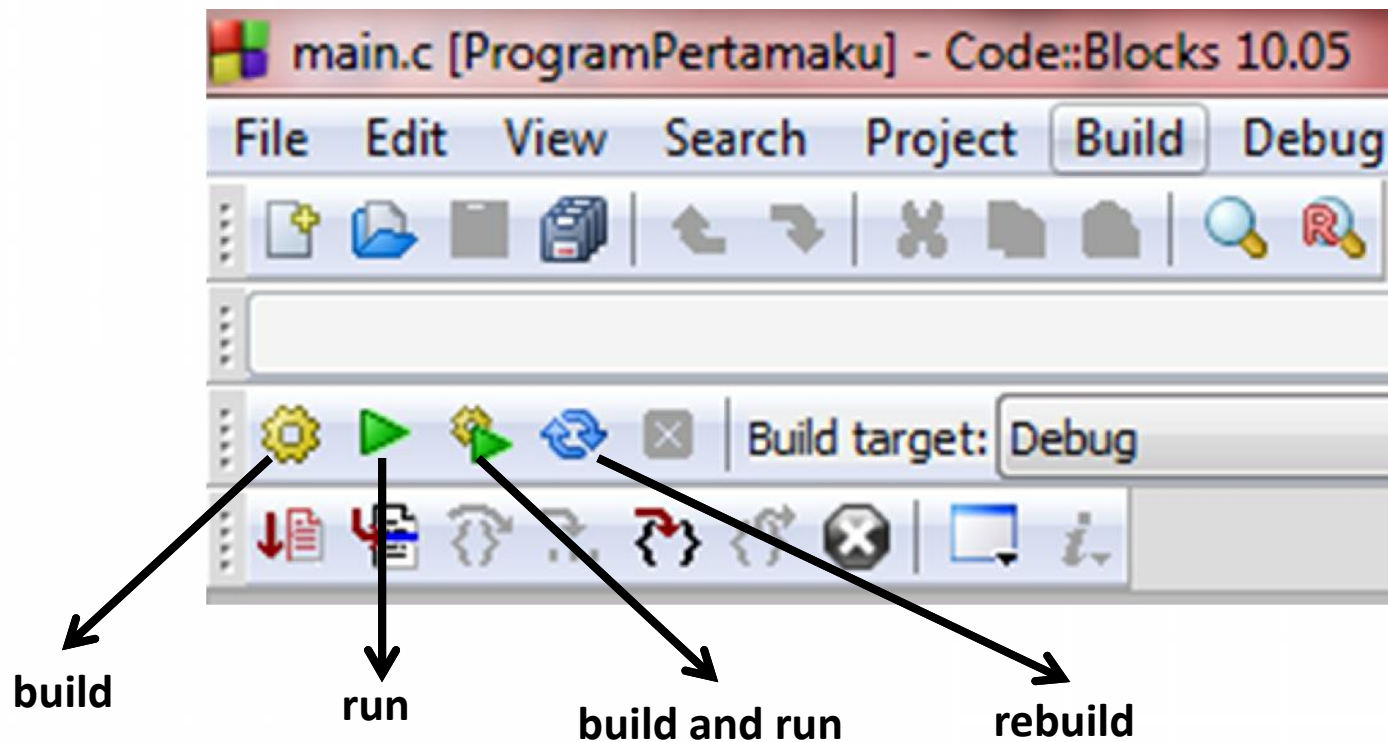 main.c [ProgramPertamaku] - Code::Blocks 10.05
File Edit View Search Project Build Debug
R
Build target: Debug
build
run
build and run
rebuild